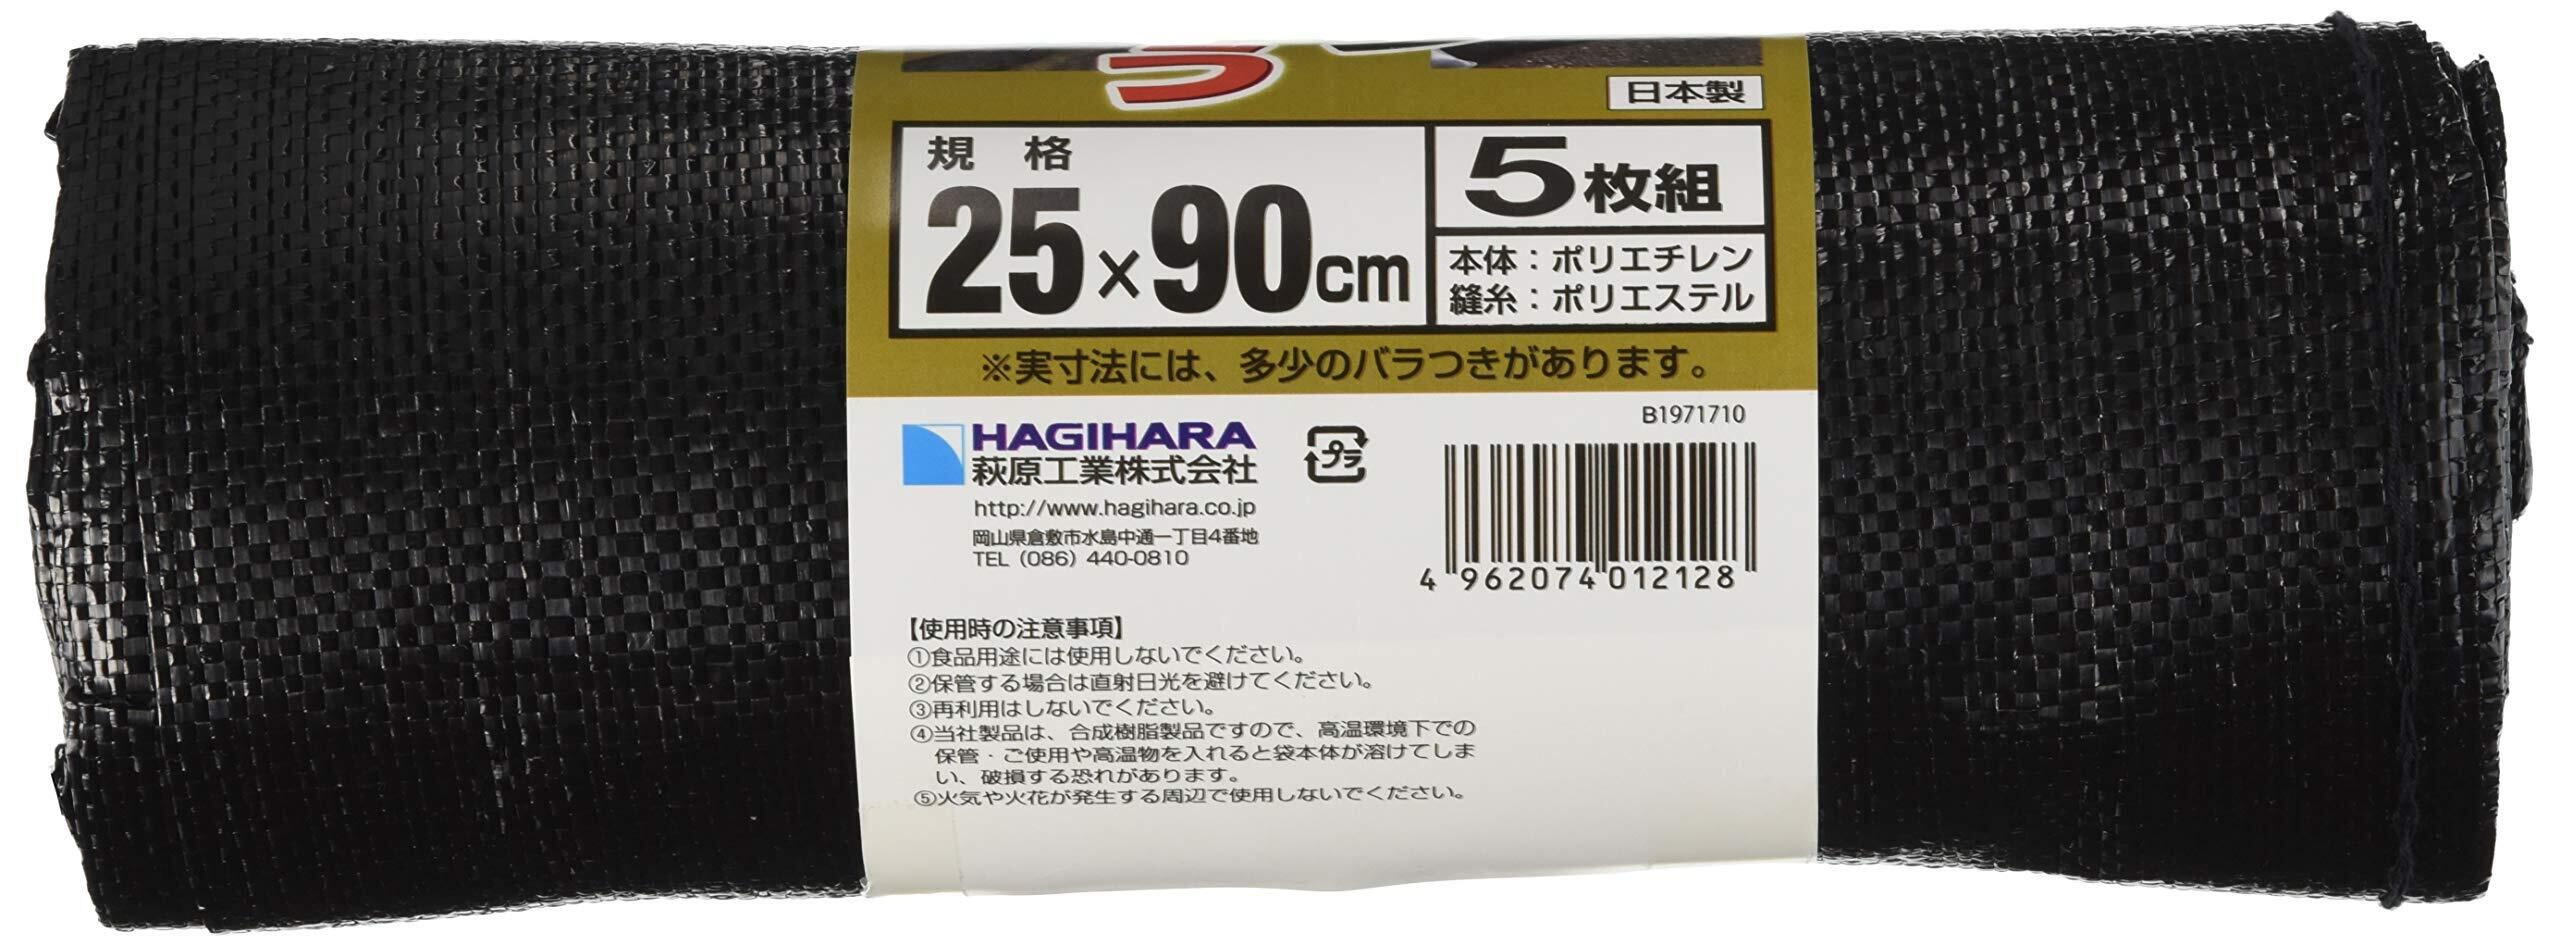 日本製
規格
25×90cm
5枚組
本体：ポリエチレン
縫糸：ポリエステル
※実寸法には、多少のバラつきがあります。
HAGIHARA
萩原工業株式会社
http://www.hagihara.co.jp
岡山県倉敷市水島中通一丁目4番地
TEL（086）440-0810
プラ
B1971710
4 962074 012128
【使用時の注意事項】
①食品用途には使用しないでください。
②保管する場合は直射日光を避けてください。
③再利用はしないでください。
④当社製品は、合成樹脂製品ですので、高温環境下での
保管・ご使用や高温物を入れると袋本体が溶けてしま
い、破損する恐れがあります。
⑤火気や火花が発生する周辺で使用しないでください。